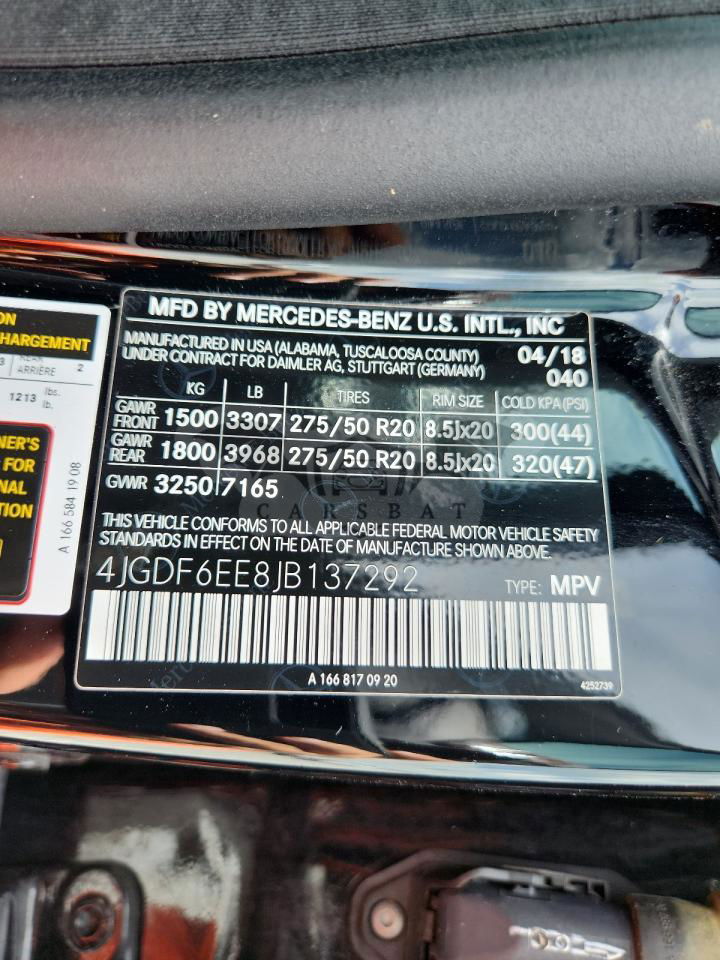 MFD BY MERCEDES-BENZ U.S. INTL., INC
MANUFACTURED IN USA (ALABAMA, TUSCALOOSA COUNTY) 04/18
UNDER CONTRACT FOR DAIMLER AG, STUTTGART (GERMANY) 040
KG LB TIRES RIM SIZE COLD KPA(PSI)
GAWR FRONT 1500 3307 275/50 R20 8.5Jx20 300(44)
GAWR REAR 1800 3968 275/50 R20 8.5Jx20 320(47)
GWR 3250 7165
CARSBAT
THIS VEHICLE CONFORMS TO ALL APPLICABLE FEDERAL MOTOR VEHICLE SAFETY
STANDARDS IN EFFECT ON THE DATE OF MANUFACTURE SHOWN ABOVE.
4JGDF6EE8JB137292 TYPE: MPV
A 166 817 09 20
4252739
ON
CHARGEMENT
REAR 2
ARRIÈRE
1213 lbs.
lb.
NER'S
FOR
NAL
TION
A 166 584 19 08